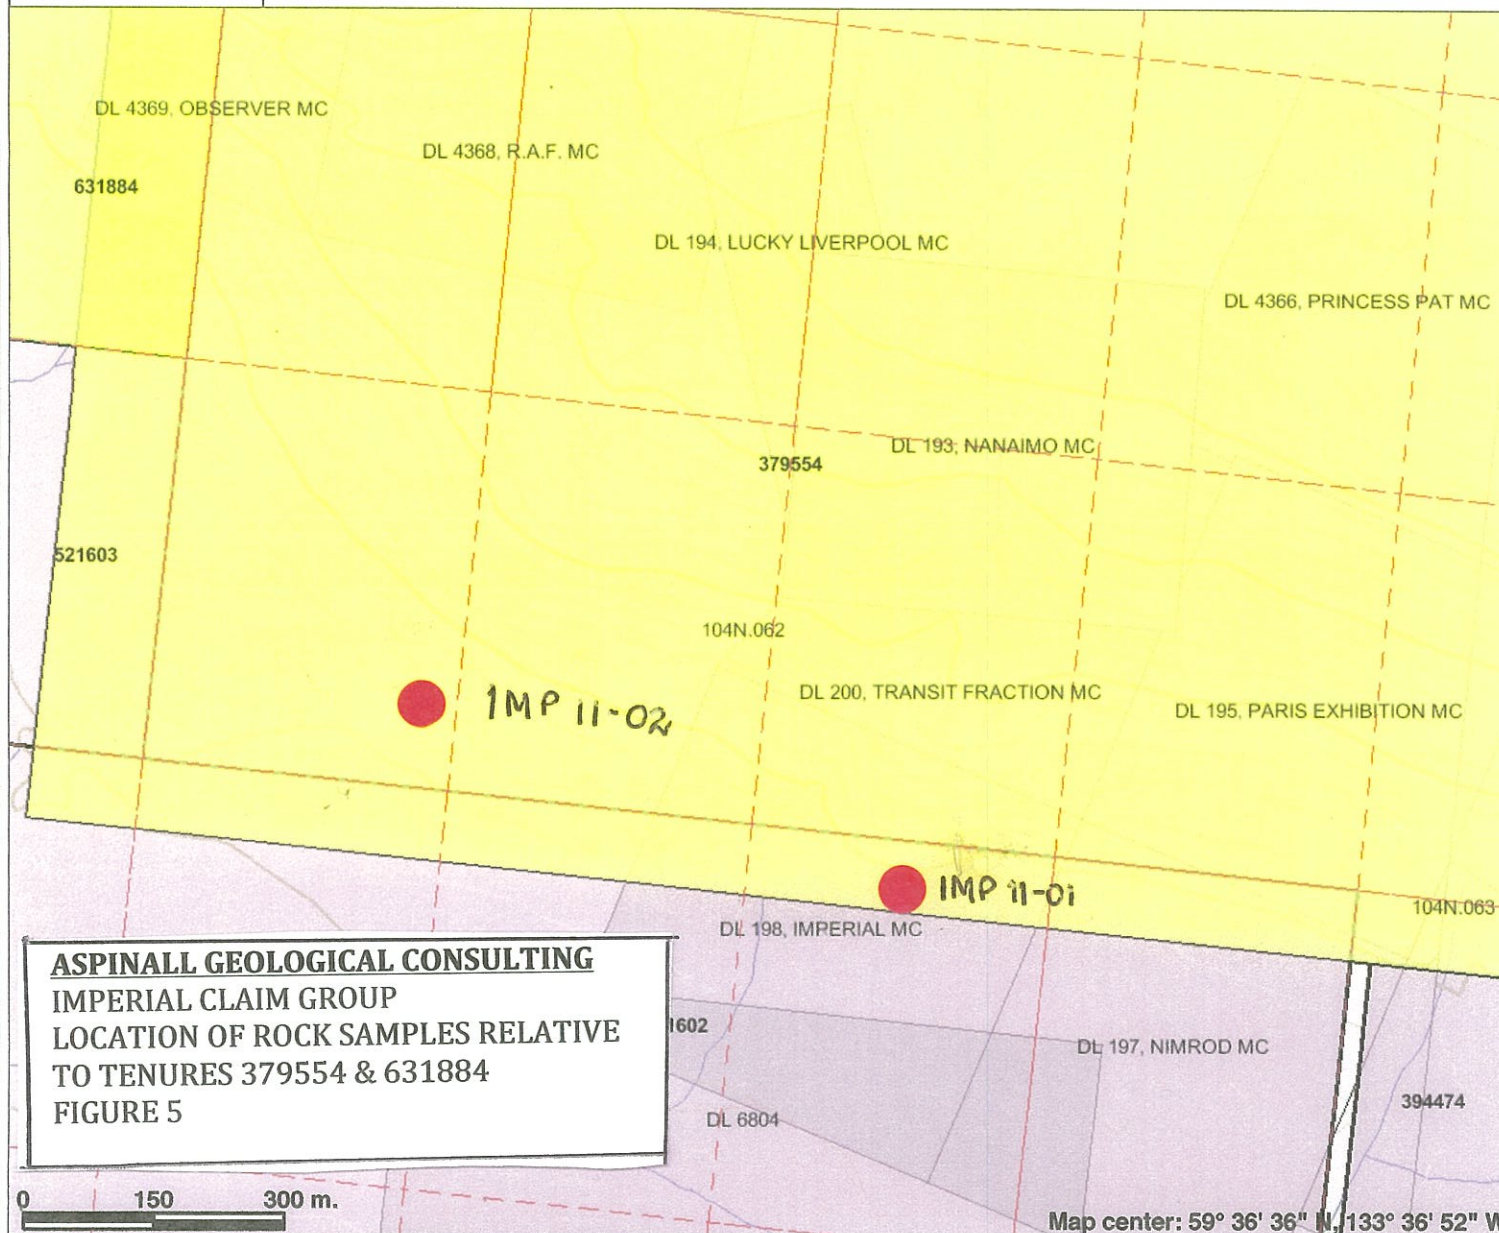 DL 4369, OBSERVER MC
DL 4368, R.A.F. MC
631884
DL 194, LUCKY LIVERPOOL MC
DL 4366, PRINCESS PAT MC
DL 193, NANAIMO MC
379554
521603
104N.062
DL 200, TRANSIT FRACTION MC
DL 195, PARIS EXHIBITION MC
IMP 11-02
IMP 11-01
104N.063
DL 198, IMPERIAL MC
ASPINALL GEOLOGICAL CONSULTING
IMPERIAL CLAIM GROUP
LOCATION OF ROCK SAMPLES RELATIVE
TO TENURES 379554 & 631884
FIGURE 5
1602
DL 197, NIMROD MC
394474
DL 6804
0 150 300 m.
Map center: 59° 36' 36" N, 133° 36' 52" W